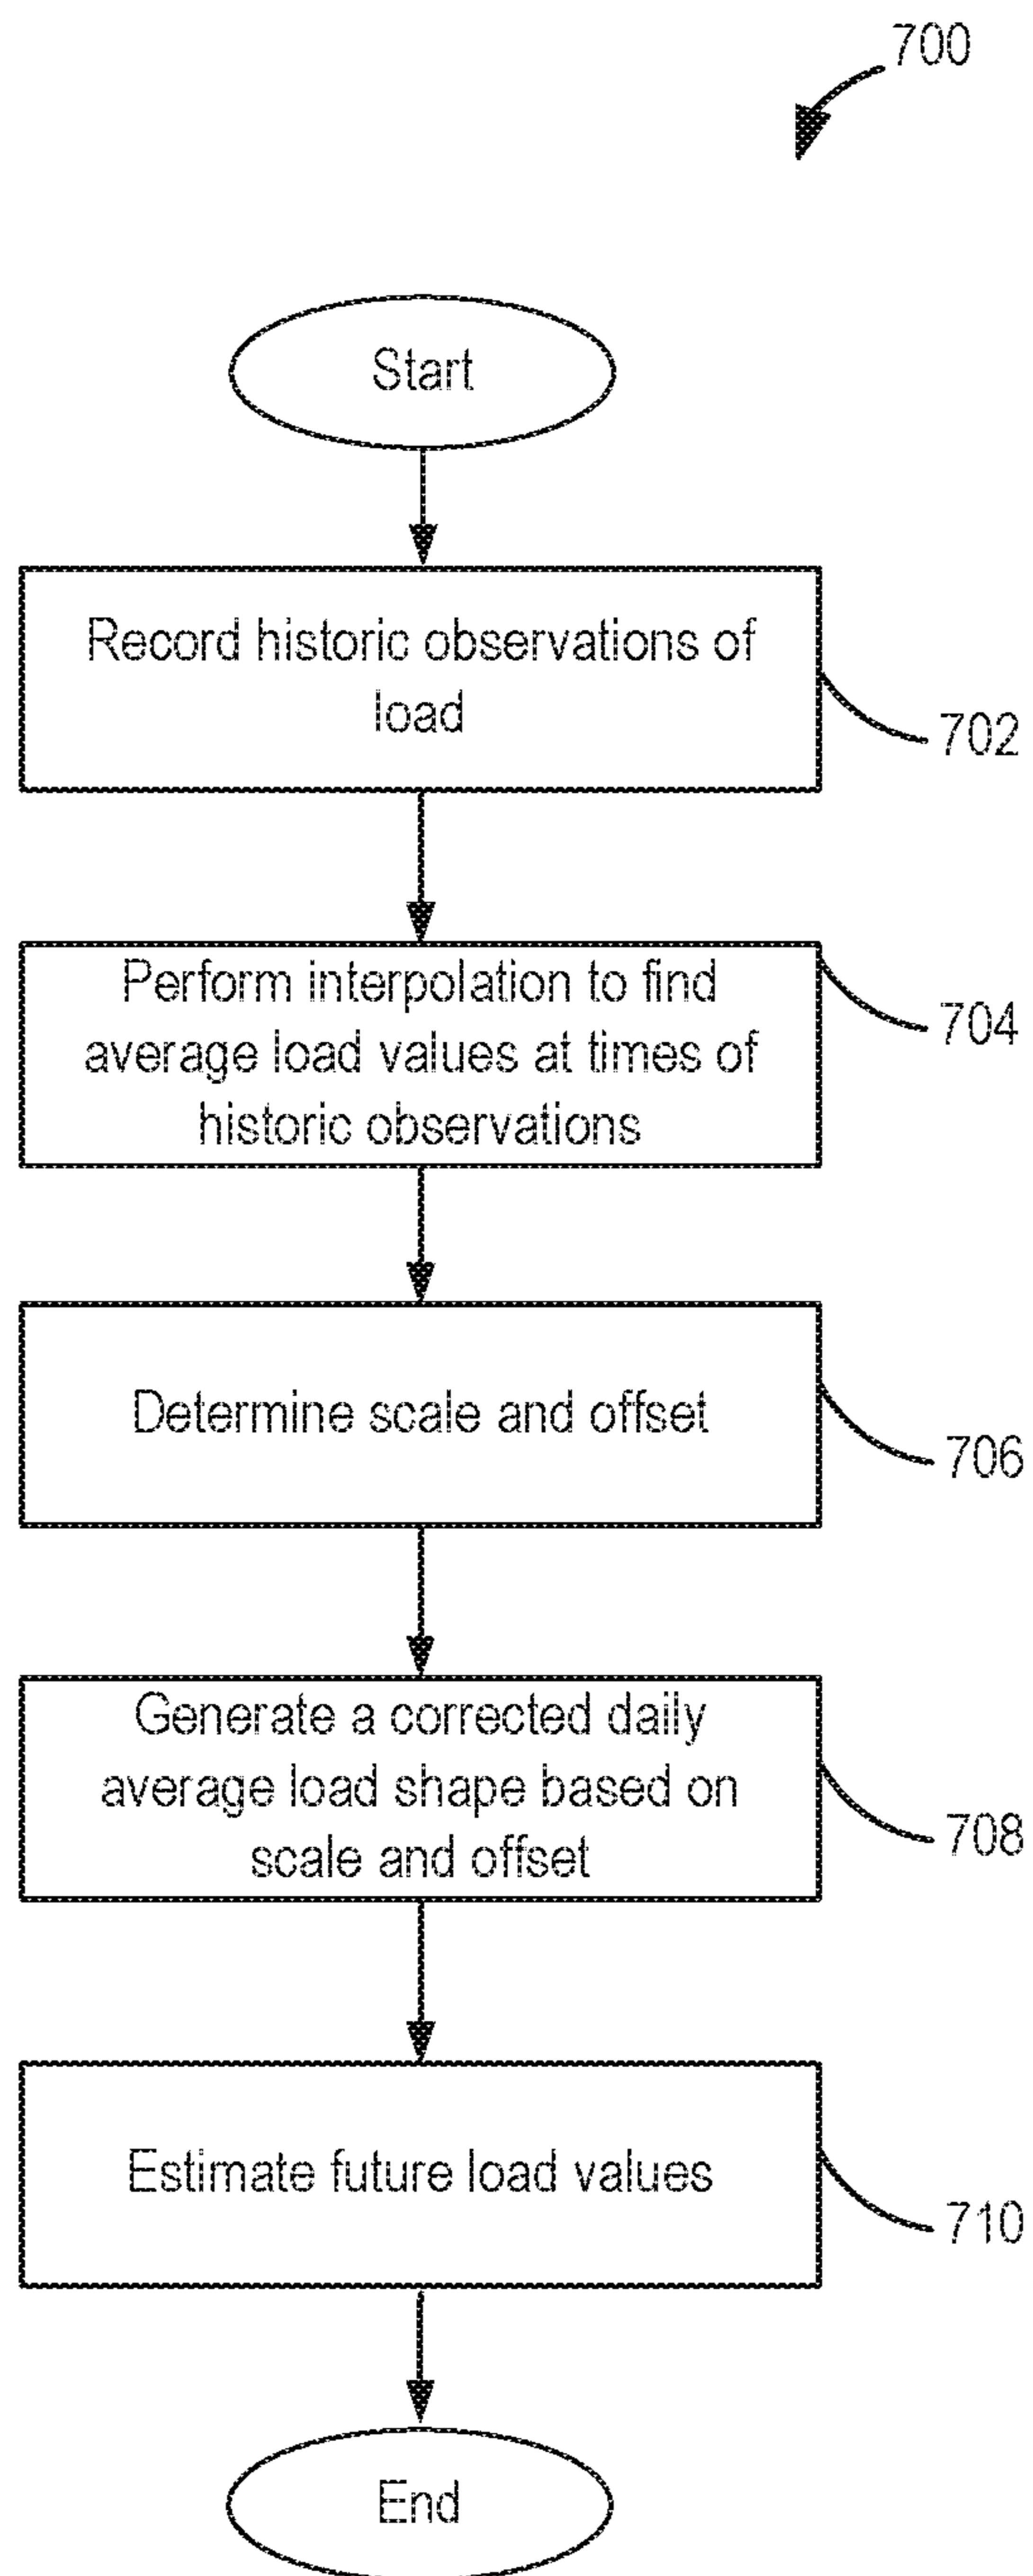 700
Start
Record historic observations of
load
702
Perform interpolation to find
average load values at times of
historic observations
704
Determine scale and offset
706
Generate a corrected daily
average load shape based on
scale and offset
708
Estimate future load values
710
End